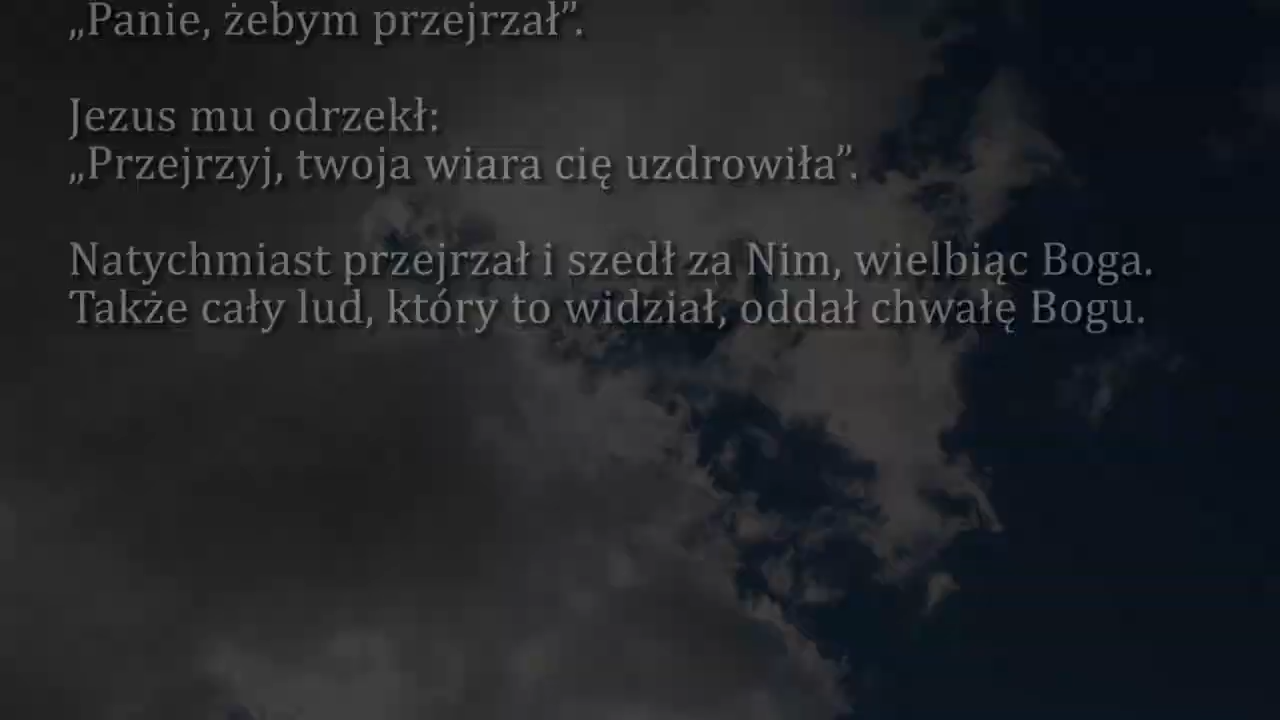 „Panie, żebym przejrzał”.
Jezus mu odrzekł:
„Przejrzyj, twoja wiara cię uzdrowiła”.
Natychmiast przejrzał i szedł za Nim, wielbiąc Boga.
Także cały lud, który to widział, oddał chwałę Bogu.